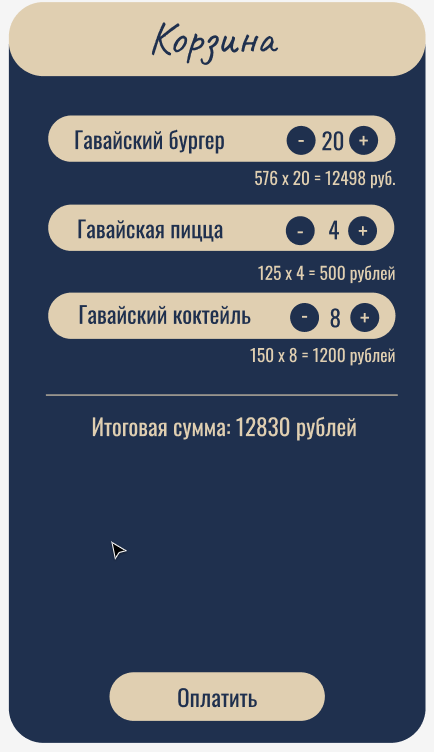 Корзина
Гавайский бургер - 20 +
576 x 20 = 12498 руб.
Гавайская пицца - 4 +
125 x 4 = 500 рублей
Гавайский коктейль - 8 +
150 x 8 = 1200 рублей
Итоговая сумма: 12830 рублей
Оплатить